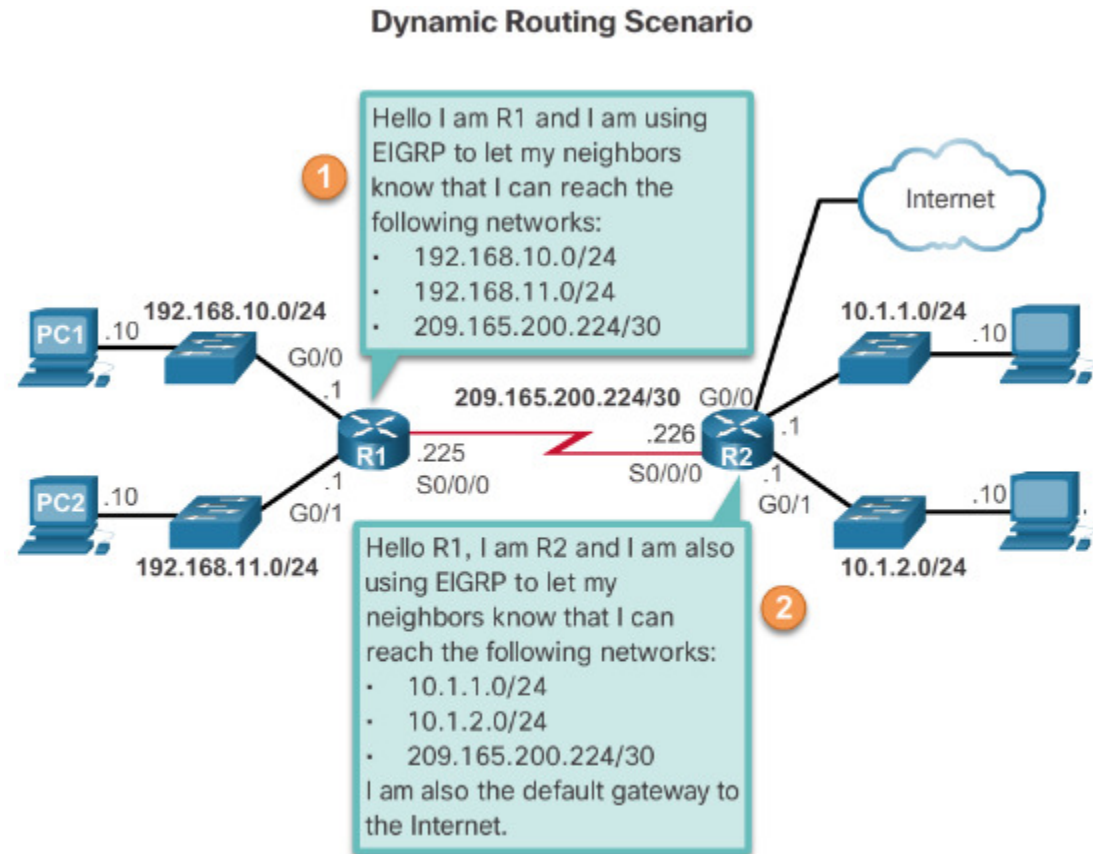 Dynamic Routing Scenario
1
Hello I am R1 and I am using
EIGRP to let my neighbors
know that I can reach the
following networks:
· 192.168.10.0/24
· 192.168.11.0/24
· 209.165.200.224/30
Internet
192.168.10.0/24
10.1.1.0/24
PC1
.10
.10
G0/0
.1
209.165.200.224/30
G0/0
.226
.1
R1
.225
S0/0/0
S0/0/0
R2
.1
G0/1
PC2
.10
.1
G0/1
.10
.
192.168.11.0/24
10.1.2.0/24
Hello R1, I am R2 and I am also
using EIGRP to let my
neighbors know that I can
reach the following networks:
· 10.1.1.0/24
· 10.1.2.0/24
· 209.165.200.224/30
I am also the default gateway to
the Internet.
2